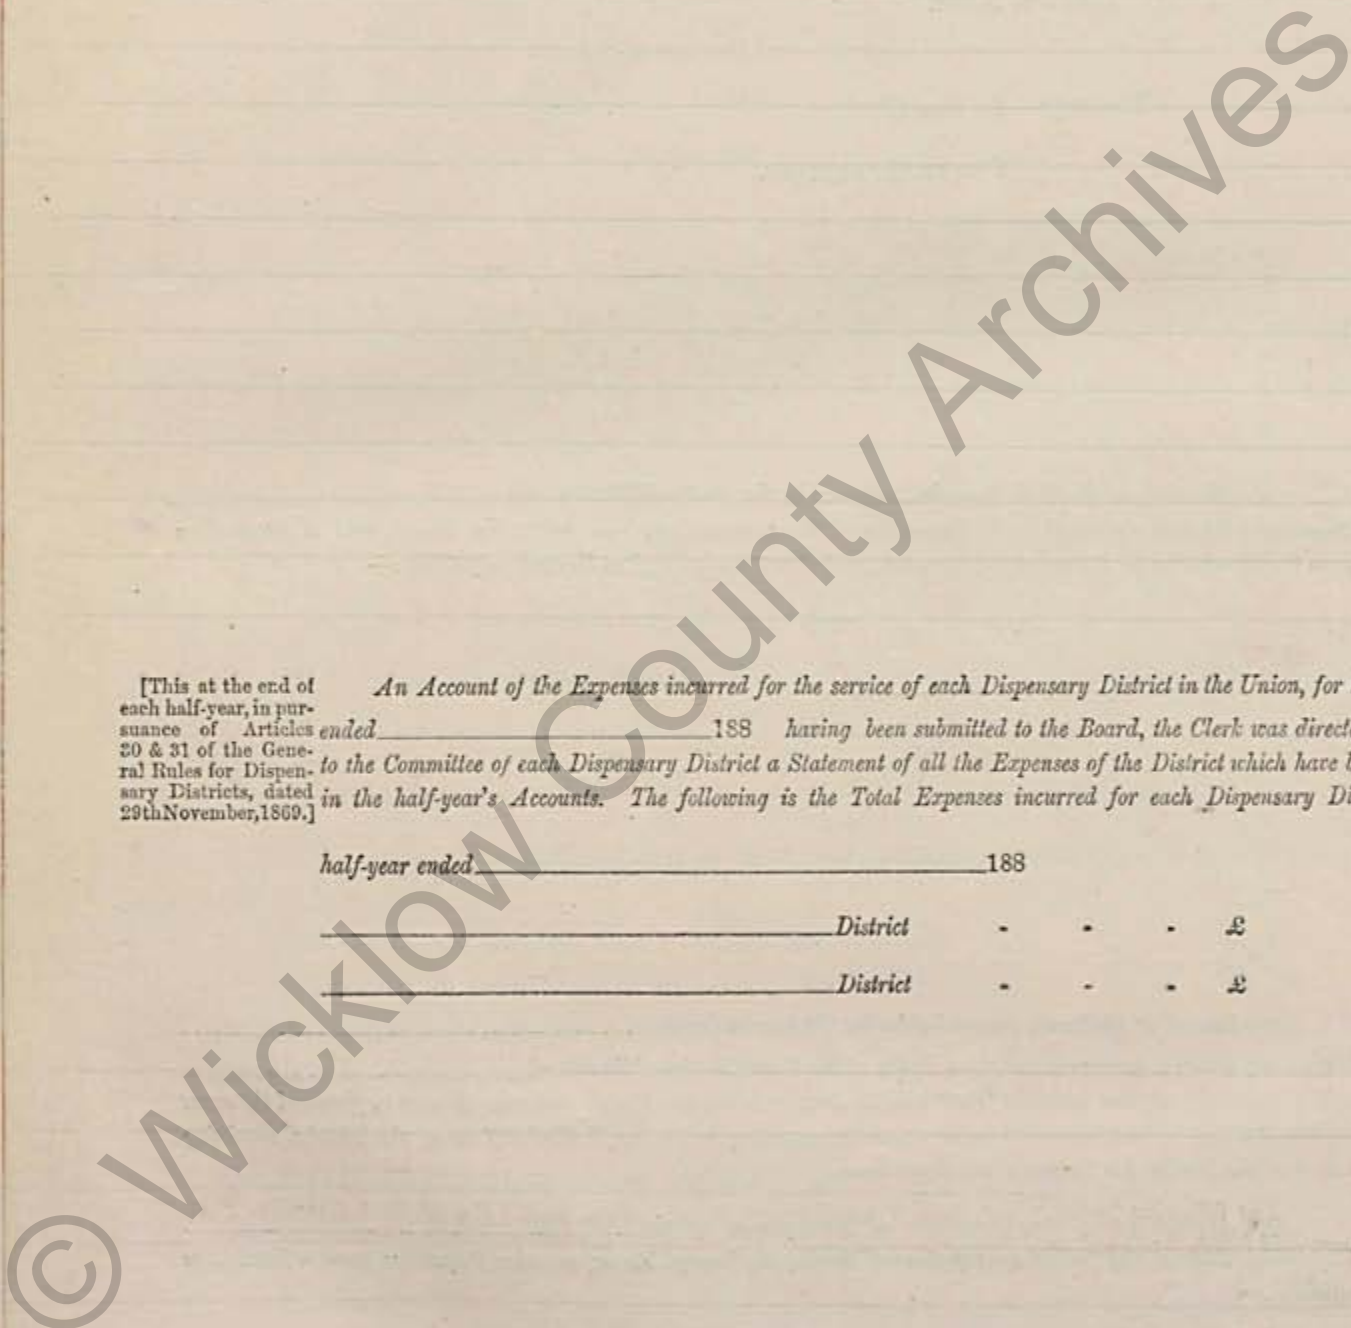 [This at the end of
each half-year, in pur-
suance of Articles
30 & 31 of the Gene-
ral Rules for Dispen-
sary Districts, dated
29th November, 1869.]
An Account of the Expenses incurred for the service of each Dispensary District in the Union, for
ended 188 having been submitted to the Board, the Clerk was direct
to the Committee of each Dispensary District a Statement of all the Expenses of the District which have b
in the half-year's Accounts. The following is the Total Expenses incurred for each Dispensary Di
half-year ended 188
District - - - £
District - - - £
© Wicklow County Archives